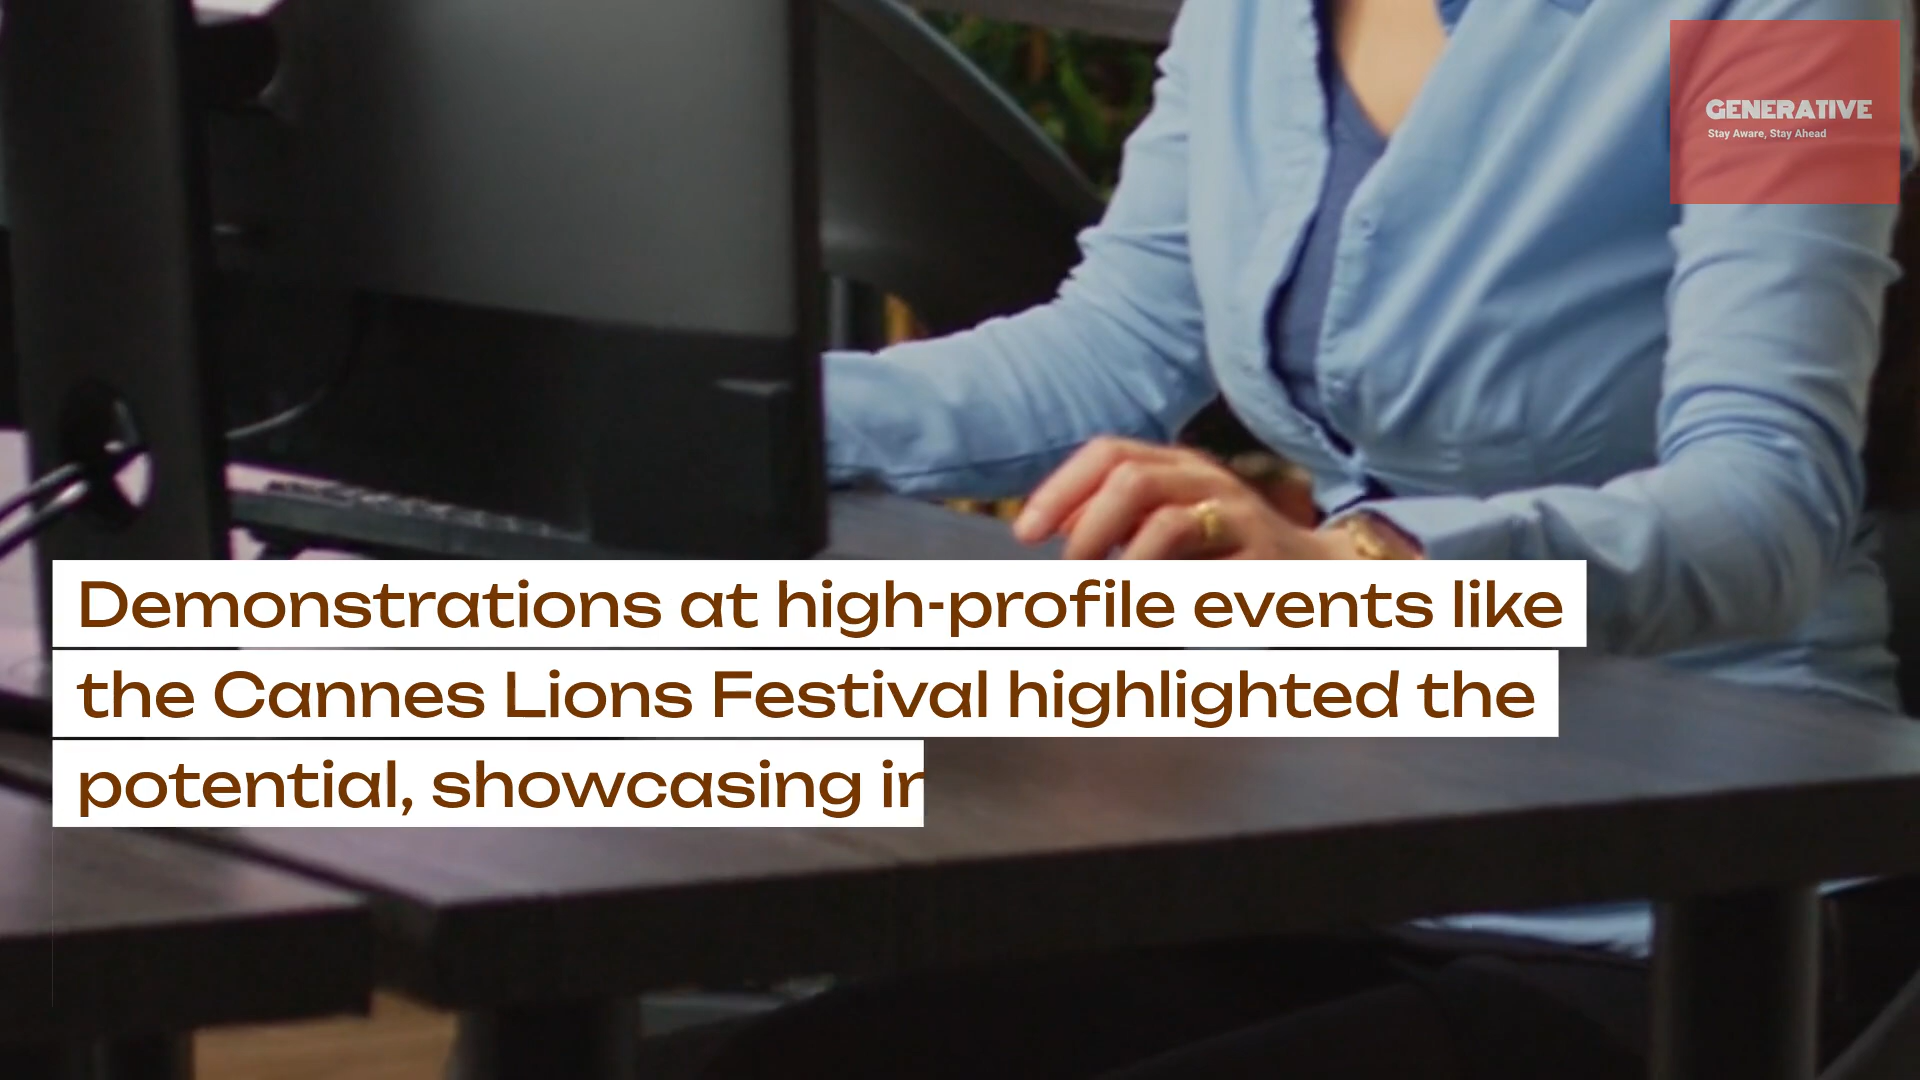 GENERATIVE
Stay Aware, Stay Ahead
Demonstrations at high-profile events like
the Cannes Lions Festival highlighted the
potential, showcasing